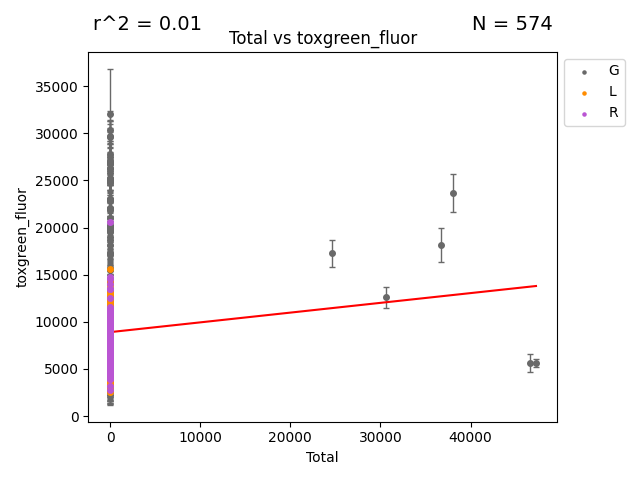 r^2 = 0.01
N = 574
Total vs toxgreen_fluor
35000
30000
25000
20000
15000
10000
5000
0
toxgreen_fluor
0
10000
20000
30000
40000
Total
G
L
R